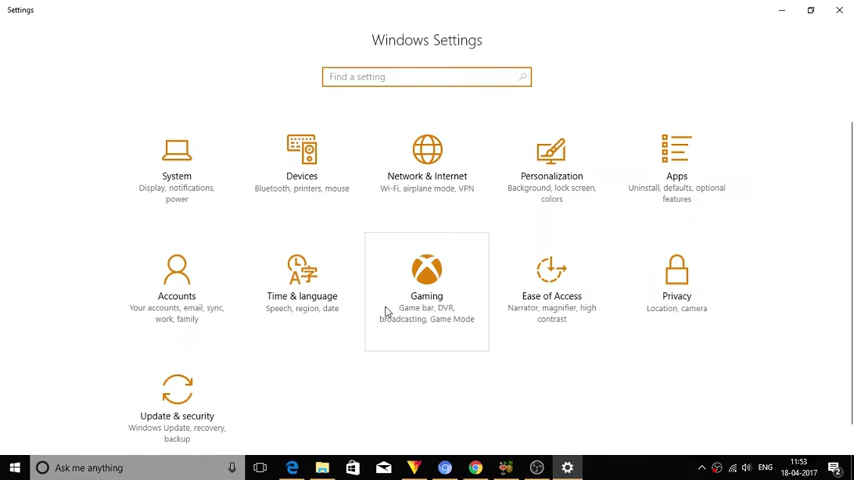 Settings
Windows Settings
Find a setting
System
Display, notifications,
power
Devices
Bluetooth, printers, mouse
Network & Internet
Wi-Fi, airplane mode, VPN
Personalization
Background, lock screen,
colors
Apps
Uninstall, defaults, optional
features
Accounts
Your accounts, email, sync,
work, family
Time & language
Speech, region, date
Gaming
Game bar, DVR,
broadcasting, Game Mode
Ease of Access
Narrator, magnifier, high
contrast
Privacy
Location, camera
Update & security
Windows Update, recovery,
backup
Ask me anything
ENG
11:53
18-04-2017
2